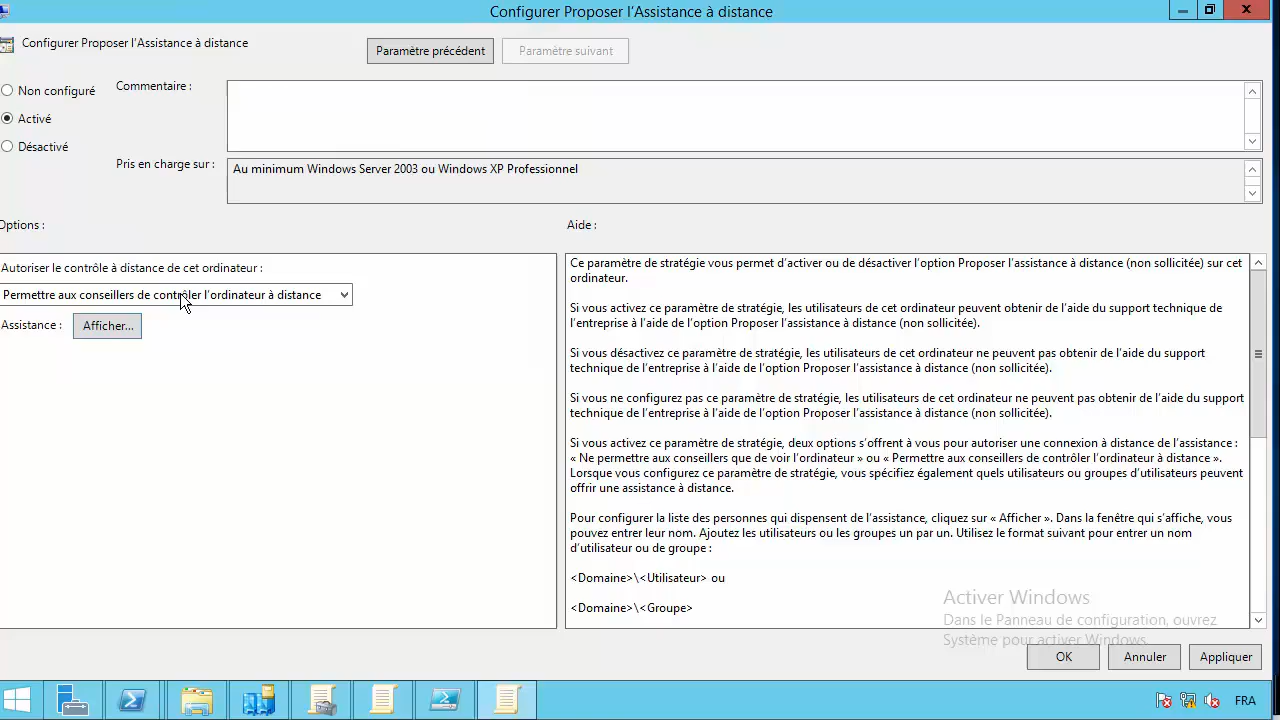 Configurer Proposer l'Assistance à distance
Configurer Proposer l'Assistance à distance
Paramètre précédent
Paramètre suivant
Non configuré
Commentaire :
Activé
Désactivé
Pris en charge sur :
Au minimum Windows Server 2003 ou Windows XP Professionnel
Options :
Aide :
Autoriser le contrôle à distance de cet ordinateur :
Permettre aux conseillers de contrôler l'ordinateur à distance
Assistance :
Afficher...
Ce paramètre de stratégie vous permet d'activer ou de désactiver l'option Proposer l'assistance à distance (non sollicitée) sur cet
ordinateur.
Si vous activez ce paramètre de stratégie, les utilisateurs de cet ordinateur peuvent obtenir de l'aide du support technique de
l'entreprise à l'aide de l'option Proposer l'assistance à distance (non sollicitée).
Si vous désactivez ce paramètre de stratégie, les utilisateurs de cet ordinateur ne peuvent pas obtenir de l'aide du support
technique de l'entreprise à l'aide de l'option Proposer l'assistance à distance (non sollicitée).
Si vous ne configurez pas ce paramètre de stratégie, les utilisateurs de cet ordinateur ne peuvent pas obtenir de l'aide du support
technique de l'entreprise à l'aide de l'option Proposer l'assistance à distance (non sollicitée).
Si vous activez ce paramètre de stratégie, deux options s'offrent à vous pour autoriser une connexion à distance de l'assistance :
« Ne permettre aux conseillers que de voir l'ordinateur » ou « Permettre aux conseillers de contrôler l'ordinateur à distance ».
Lorsque vous configurez ce paramètre de stratégie, vous spécifiez également quels utilisateurs ou groupes d'utilisateurs peuvent
offrir une assistance à distance.
Pour configurer la liste des personnes qui dispensent de l'assistance, cliquez sur « Afficher ». Dans la fenêtre qui s'affiche, vous
pouvez entrer leur nom. Ajoutez les utilisateurs ou les groupes un par un. Utilisez le format suivant pour entrer un nom
d'utilisateur ou de groupe :
<Domaine>\<Utilisateur> ou
<Domaine>\<Groupe>
Activer Windows
Dans le Panneau de configuration, ouvrez
Système pour activer Windows.
OK
Annuler
Appliquer
FRA